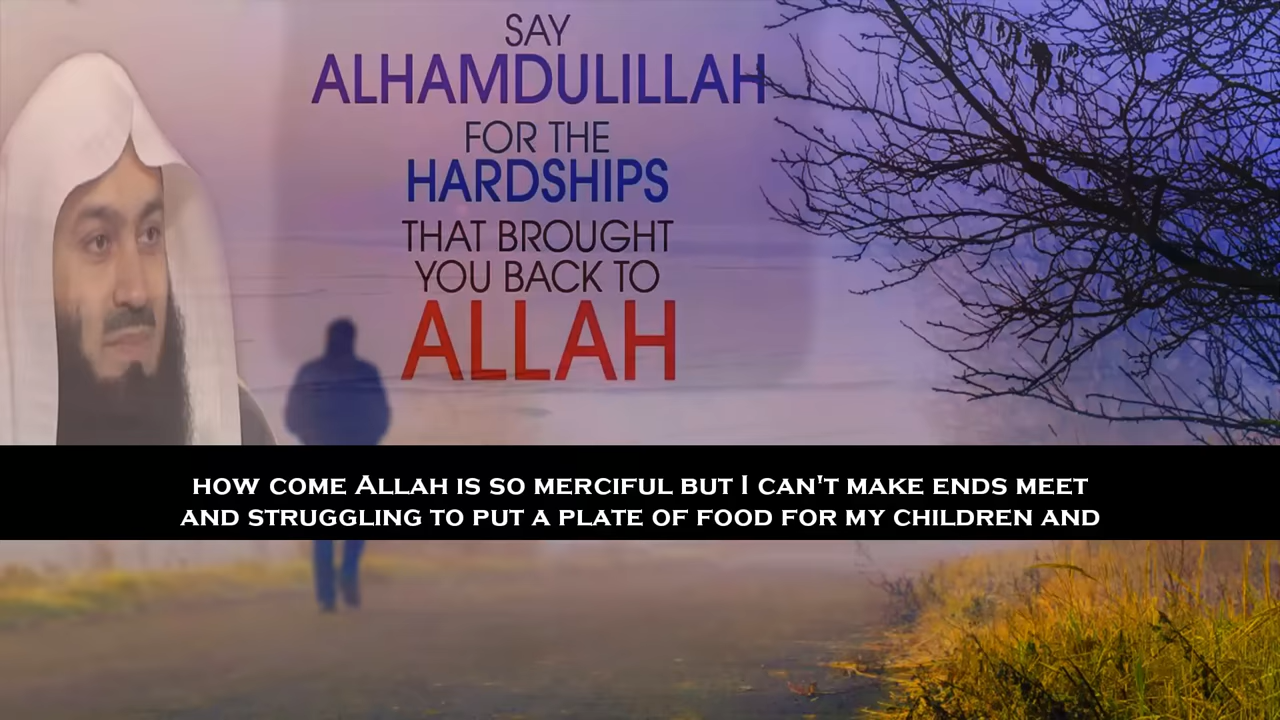 SAY
ALHAMDULILLAH
FOR THE
HARDSHIPS
THAT BROUGHT
YOU BACK TO
ALLAH
HOW COME ALLAH IS SO MERCIFUL BUT I CAN'T MAKE ENDS MEET
AND STRUGGLING TO PUT A PLATE OF FOOD FOR MY CHILDREN AND